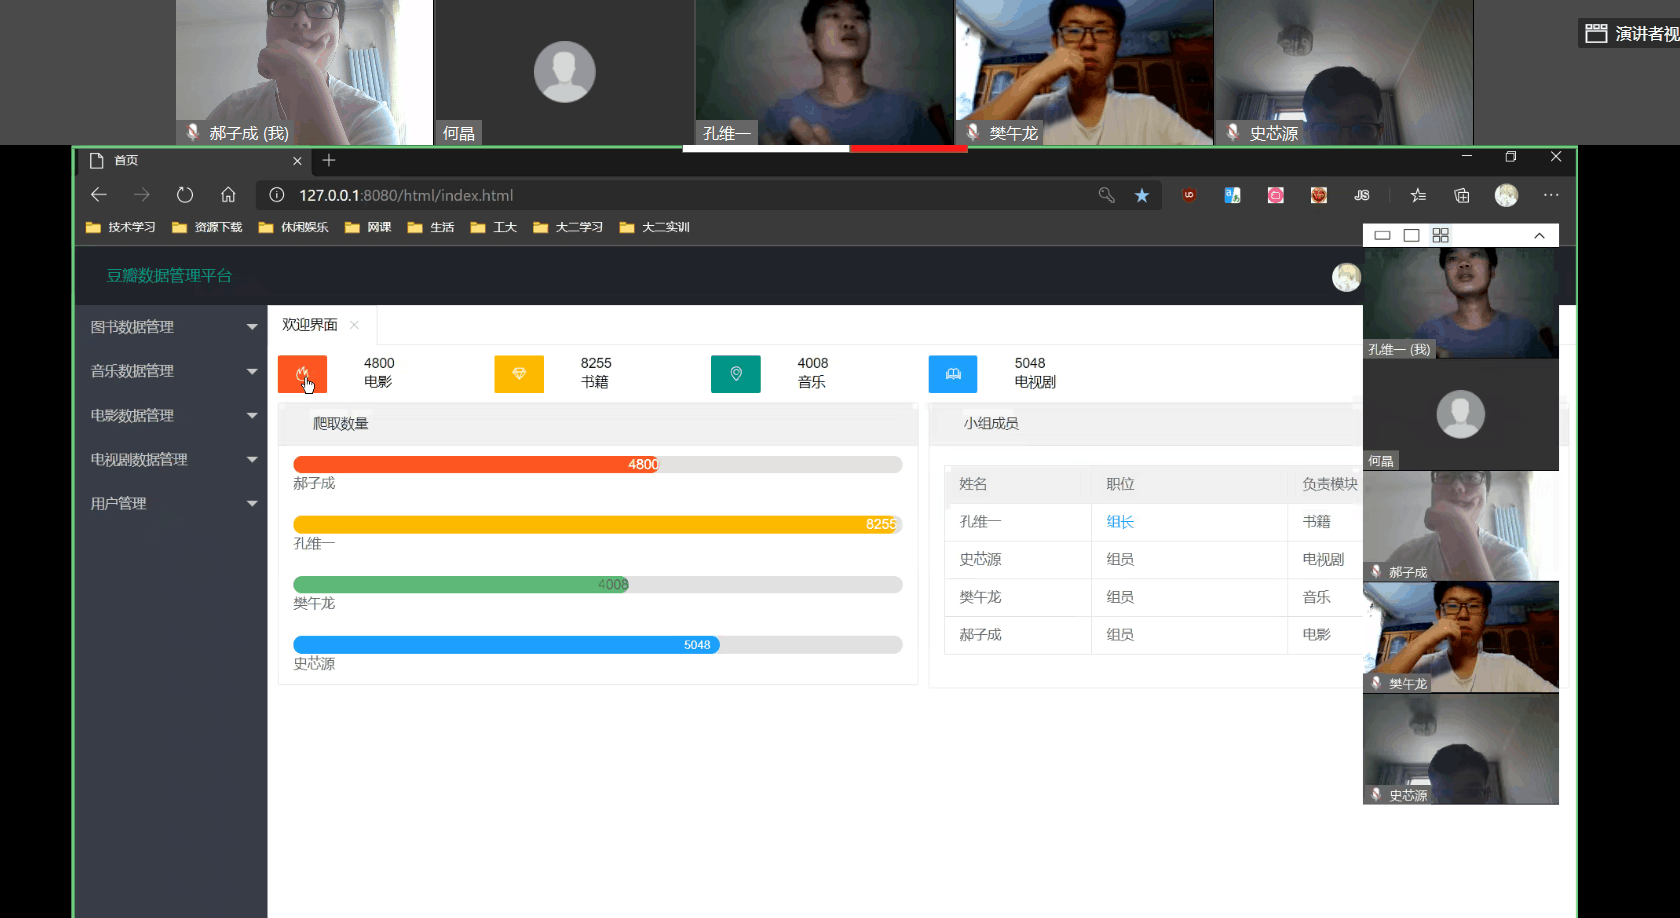 演讲者视
郝子成 (我)
何晶
孔维一
樊午龙
史芯源
首页
127.0.0.1:8080/html/index.html
技术学习
资源下载
休闲娱乐
网课
生活
工大
大二学习
大二实训
豆瓣数据管理平台
图书数据管理
音乐数据管理
电影数据管理
电视剧数据管理
用户管理
欢迎界面
4800
电影
8255
书籍
4008
音乐
5048
电视剧
爬取数量
4800
郝子成
8255
孔维一
4008
樊午龙
5048
史芯源
小组成员
姓名 职位 负责模块
孔维一 组长 书籍
史芯源 组员 电视剧
樊午龙 组员 音乐
郝子成 组员 电影
孔维一 (我)
何晶
郝子成
樊午龙
史芯源